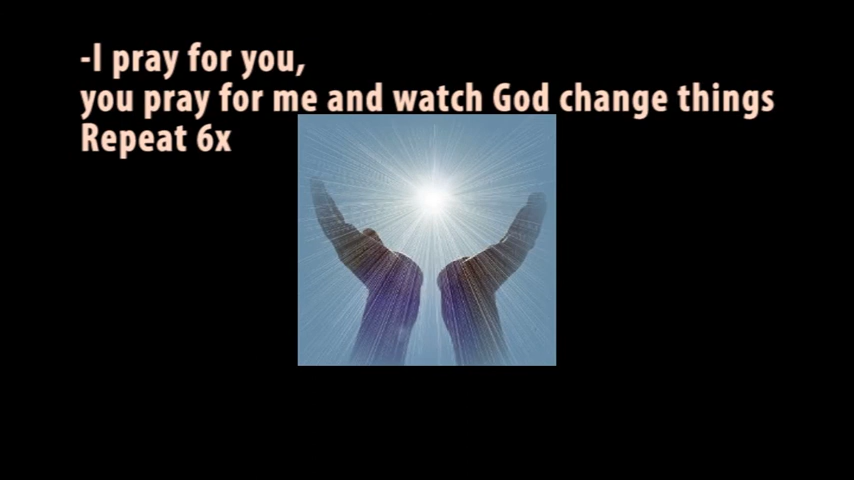 -I pray for you,
you pray for me and watch God change things
Repeat 6x